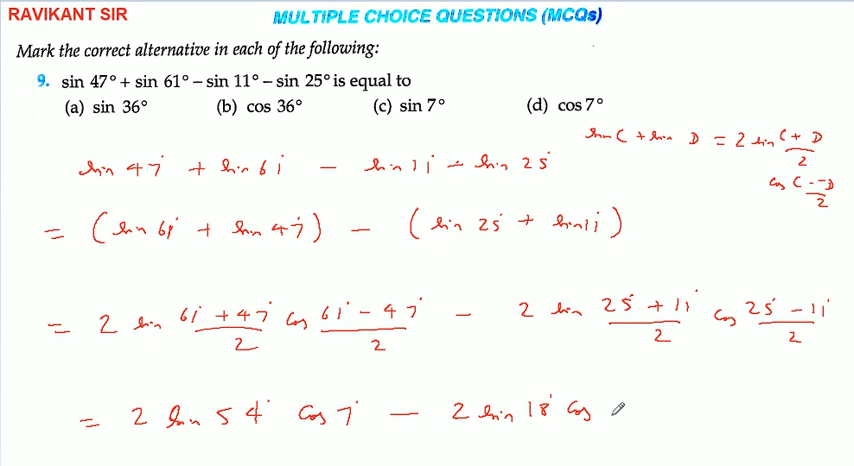 RAVIKANT SIR
MULTIPLE CHOICE QUESTIONS (MCQs)
Mark the correct alternative in each of the following:
9. sin 47° + sin 61° − sin 11° − sin 25° is equal to
(a) sin 36° (b) cos 36° (c) sin 7° (d) cos 7°
sin C + sin D = 2 sin (C + D)/2
cos (C - D)/2
sin 47° + sin 61° − sin 11° − sin 25°
= (sin 61° + sin 47°) − (sin 25° + sin 11°)
= 2 sin (61° + 47°)/2 cos (61° − 47°)/2 − 2 sin (25° + 11°)/2 cos (25° − 11°)/2
= 2 sin 54° cos 7° − 2 sin 18° cos